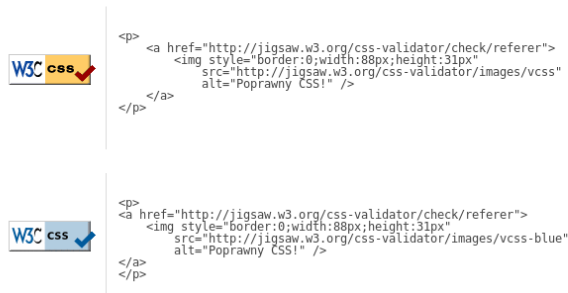 <p>
    <a href="http://jigsaw.w3.org/css-validator/check/referer">
W3C css        <img style="border:0;width:88px;height:31px"
            src="http://jigsaw.w3.org/css-validator/images/vcss"
            alt="Poprawny CSS!" />
    </a>
</p>
<p>
<a href="http://jigsaw.w3.org/css-validator/check/referer">
    <img style="border:0;width:88px;height:31px"
W3C css        src="http://jigsaw.w3.org/css-validator/images/vcss-blue"
        alt="Poprawny CSS!" />
</a>
</p>